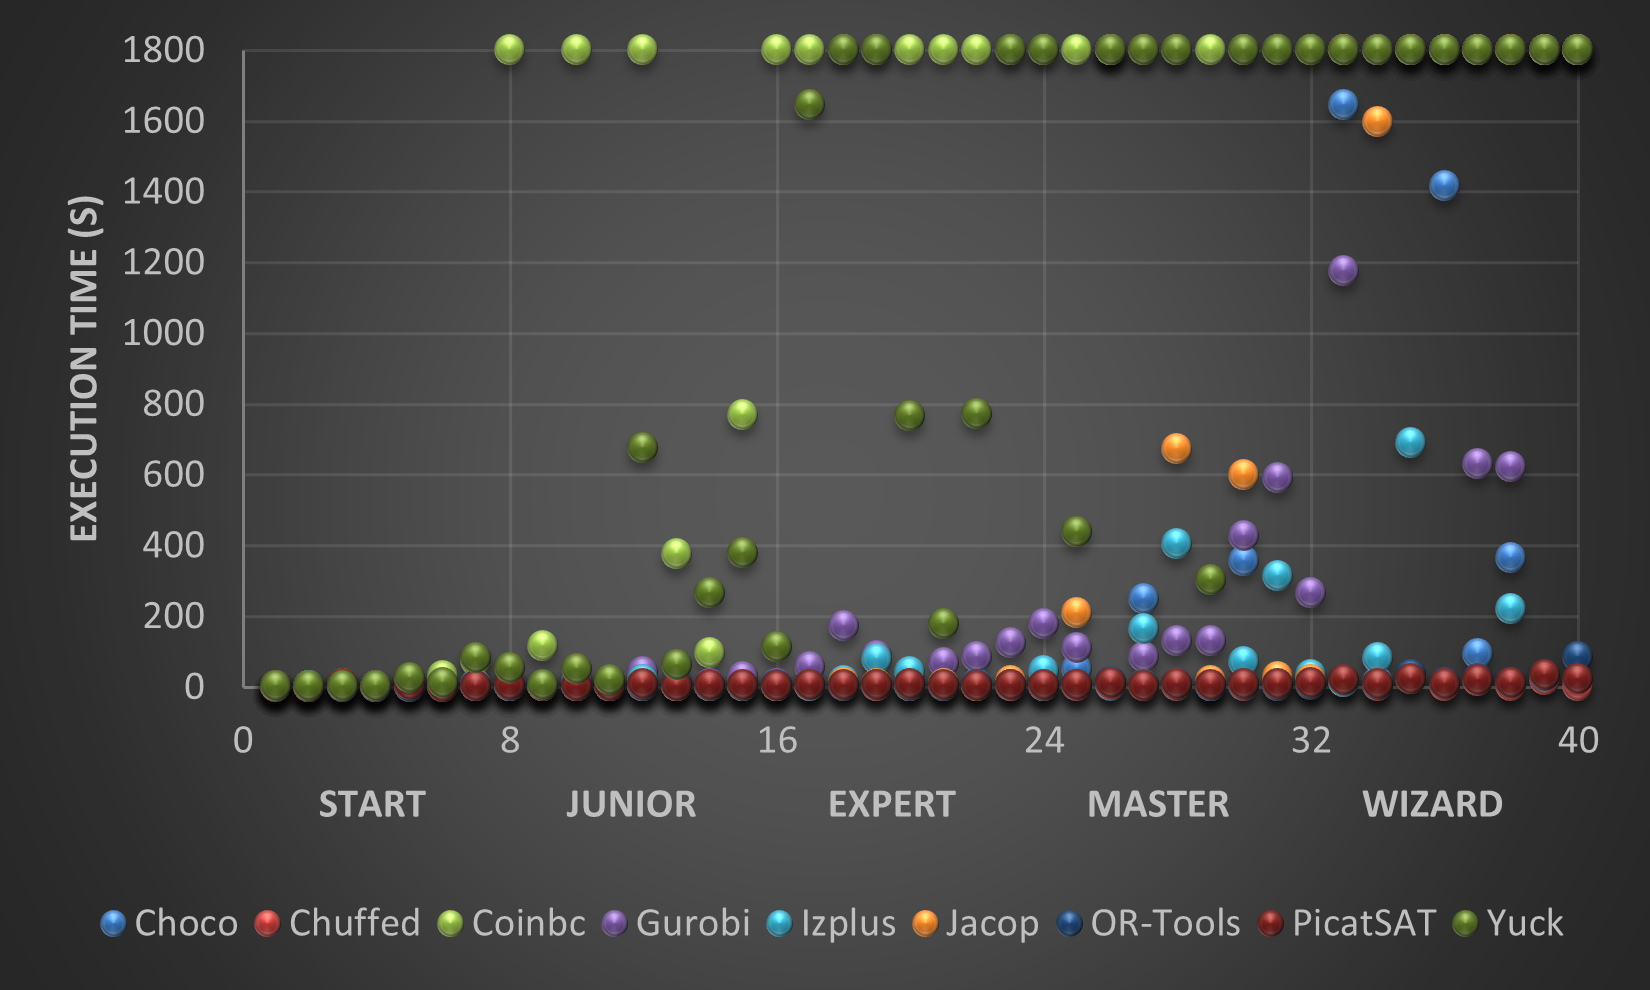 EXECUTION TIME (S)
1800
1600
1400
1200
1000
800
600
400
200
0
0 8 16 24 32 40
START JUNIOR EXPERT MASTER WIZARD
Choco Chuffed Coinbc Gurobi Izplus Jacop OR-Tools PicatSAT Yuck